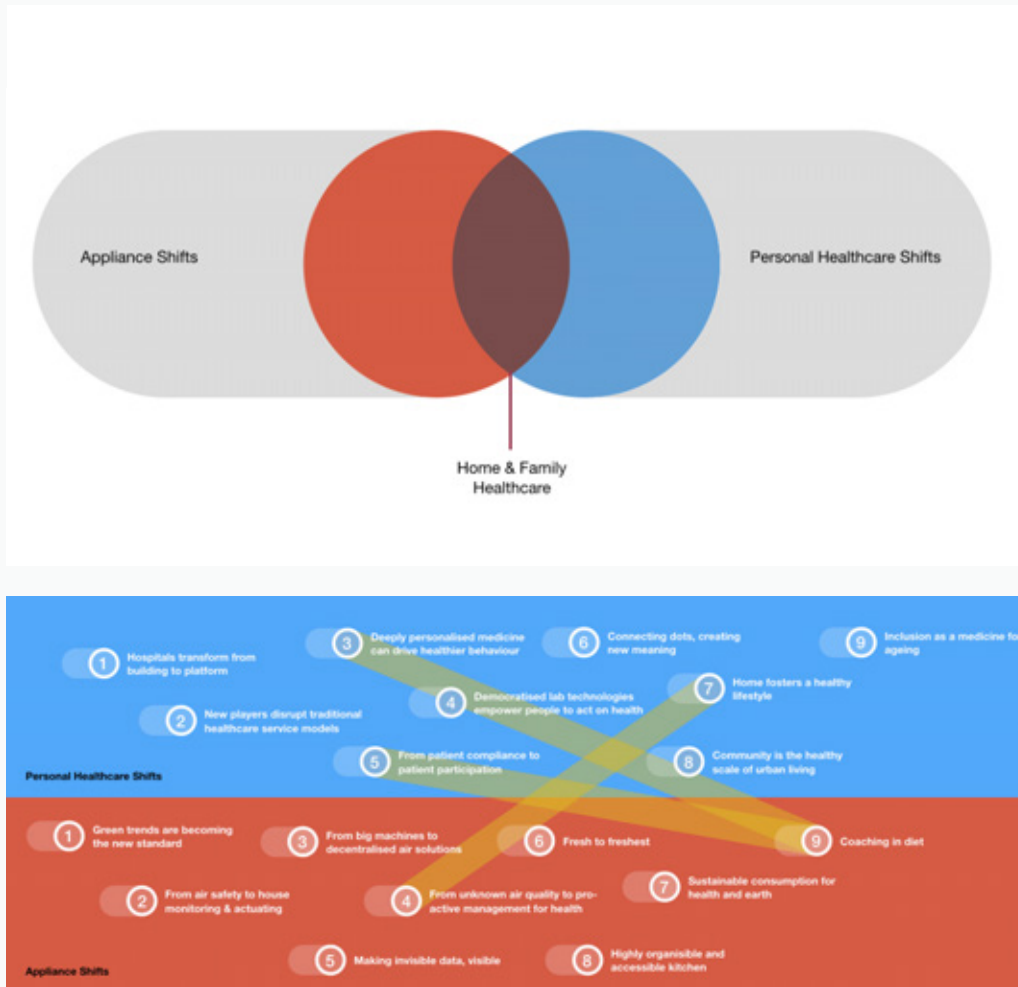 Appliance Shifts
Personal Healthcare Shifts
Home & Family
Healthcare
1
Hospitals transform from
building to platform
2
New players disrupt traditional
healthcare service models
3
Deeply personalised medicine
can drive healthier behaviour
4
Democratised lab technologies
empower people to act on health
5
From patient compliance to
patient participation
6
Connecting dots, creating
new meaning
7
Home fosters a healthy
lifestyle
8
Community is the healthy
scale of urban living
9
Inclusion as a medicine fo
ageing
Personal Healthcare Shifts
1
Green trends are becoming
the new standard
2
From air safety to house
monitoring & actuating
3
From big machines to
decentralised air solutions
4
From unknown air quality to pro-
active management for health
5
Making invisible data, visible
6
Fresh to freshest
7
Sustainable consumption for
health and earth
8
Highly organisible and
accessible kitchen
9
Coaching in diet
Appliance Shifts